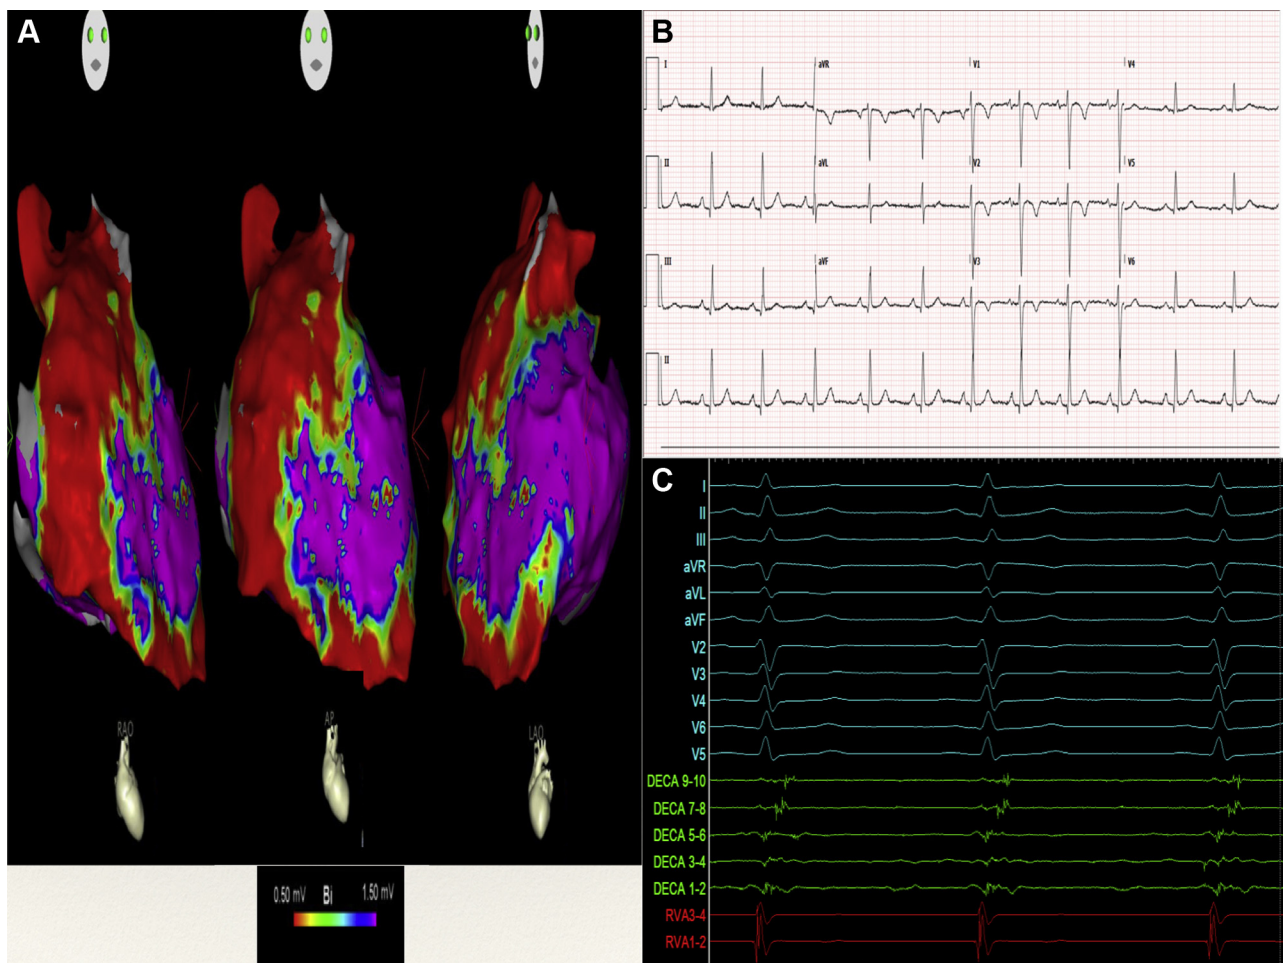 A
RAO
AP
LAO
0.50 mV Bi 1.50 mV
B
I aVR V1 V4
II aVL V2 V5
III aVF V3 V6
II
C
I
II
III
aVR
aVL
aVF
V2
V3
V4
V6
V5
DECA 9-10
DECA 7-8
DECA 5-6
DECA 3-4
DECA 1-2
RVA3-4
RVA1-2